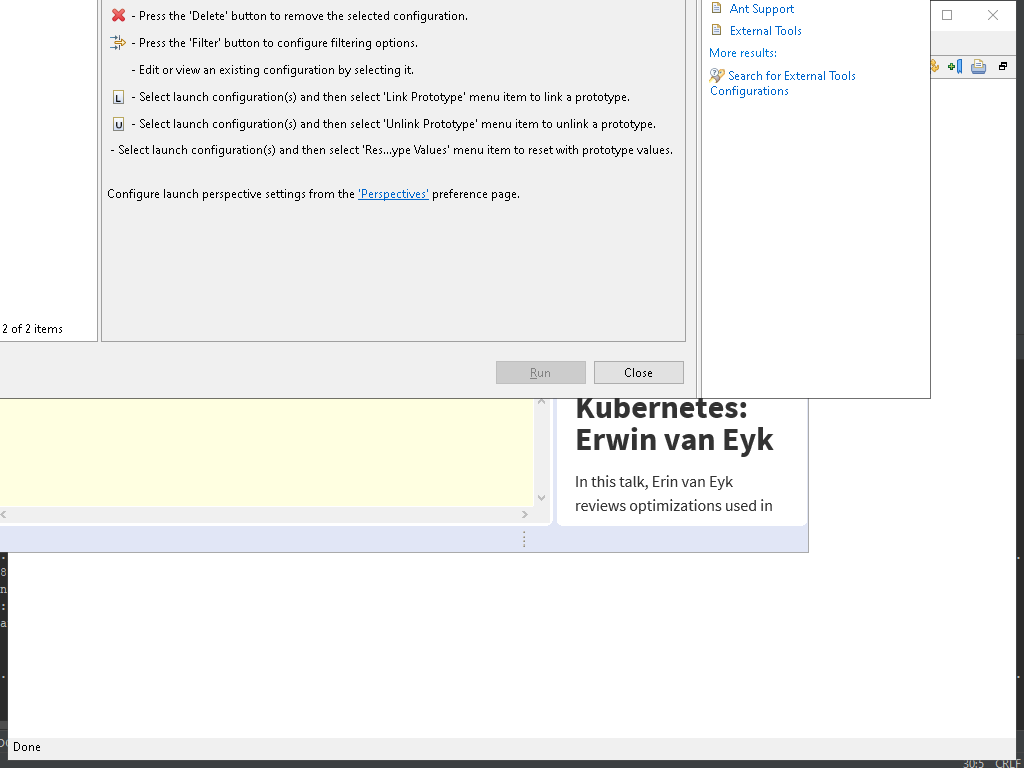 - Press the 'Delete' button to remove the selected configuration.
- Press the 'Filter' button to configure filtering options.
- Edit or view an existing configuration by selecting it.
L - Select launch configuration(s) and then select 'Link Prototype' menu item to link a prototype.
U - Select launch configuration(s) and then select 'Unlink Prototype' menu item to unlink a prototype.
- Select launch configuration(s) and then select 'Res...ype Values' menu item to reset with prototype values.
Configure launch perspective settings from the 'Perspectives' preference page.
2 of 2 items
Run
Close
Ant Support
External Tools
More results:
Search for External Tools
Configurations
Kubernetes:
Erwin van Eyk
In this talk, Erin van Eyk
reviews optimizations used in
8
n
:
a
Done
30:5 CRLF